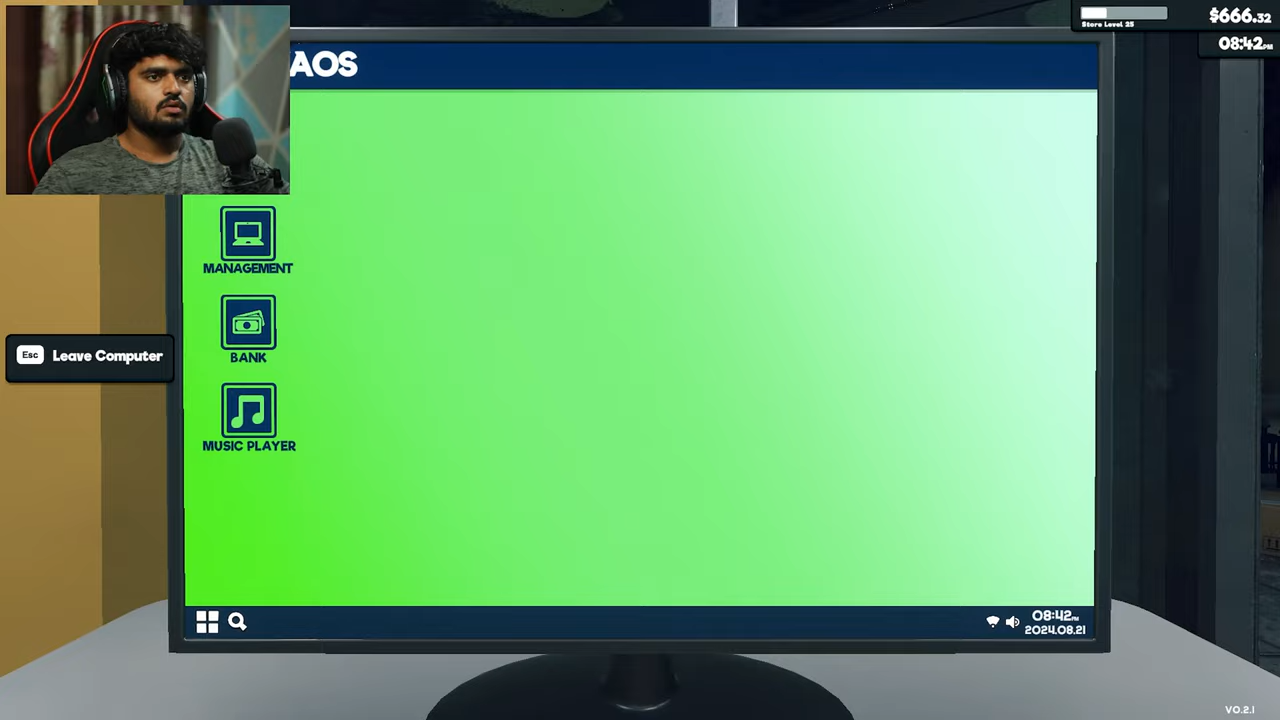 AOS
Store Level 25
$666.32
08:42PM
MANAGEMENT
BANK
MUSIC PLAYER
Esc Leave Computer
08:42PM
2024.08.21
V0.2.1